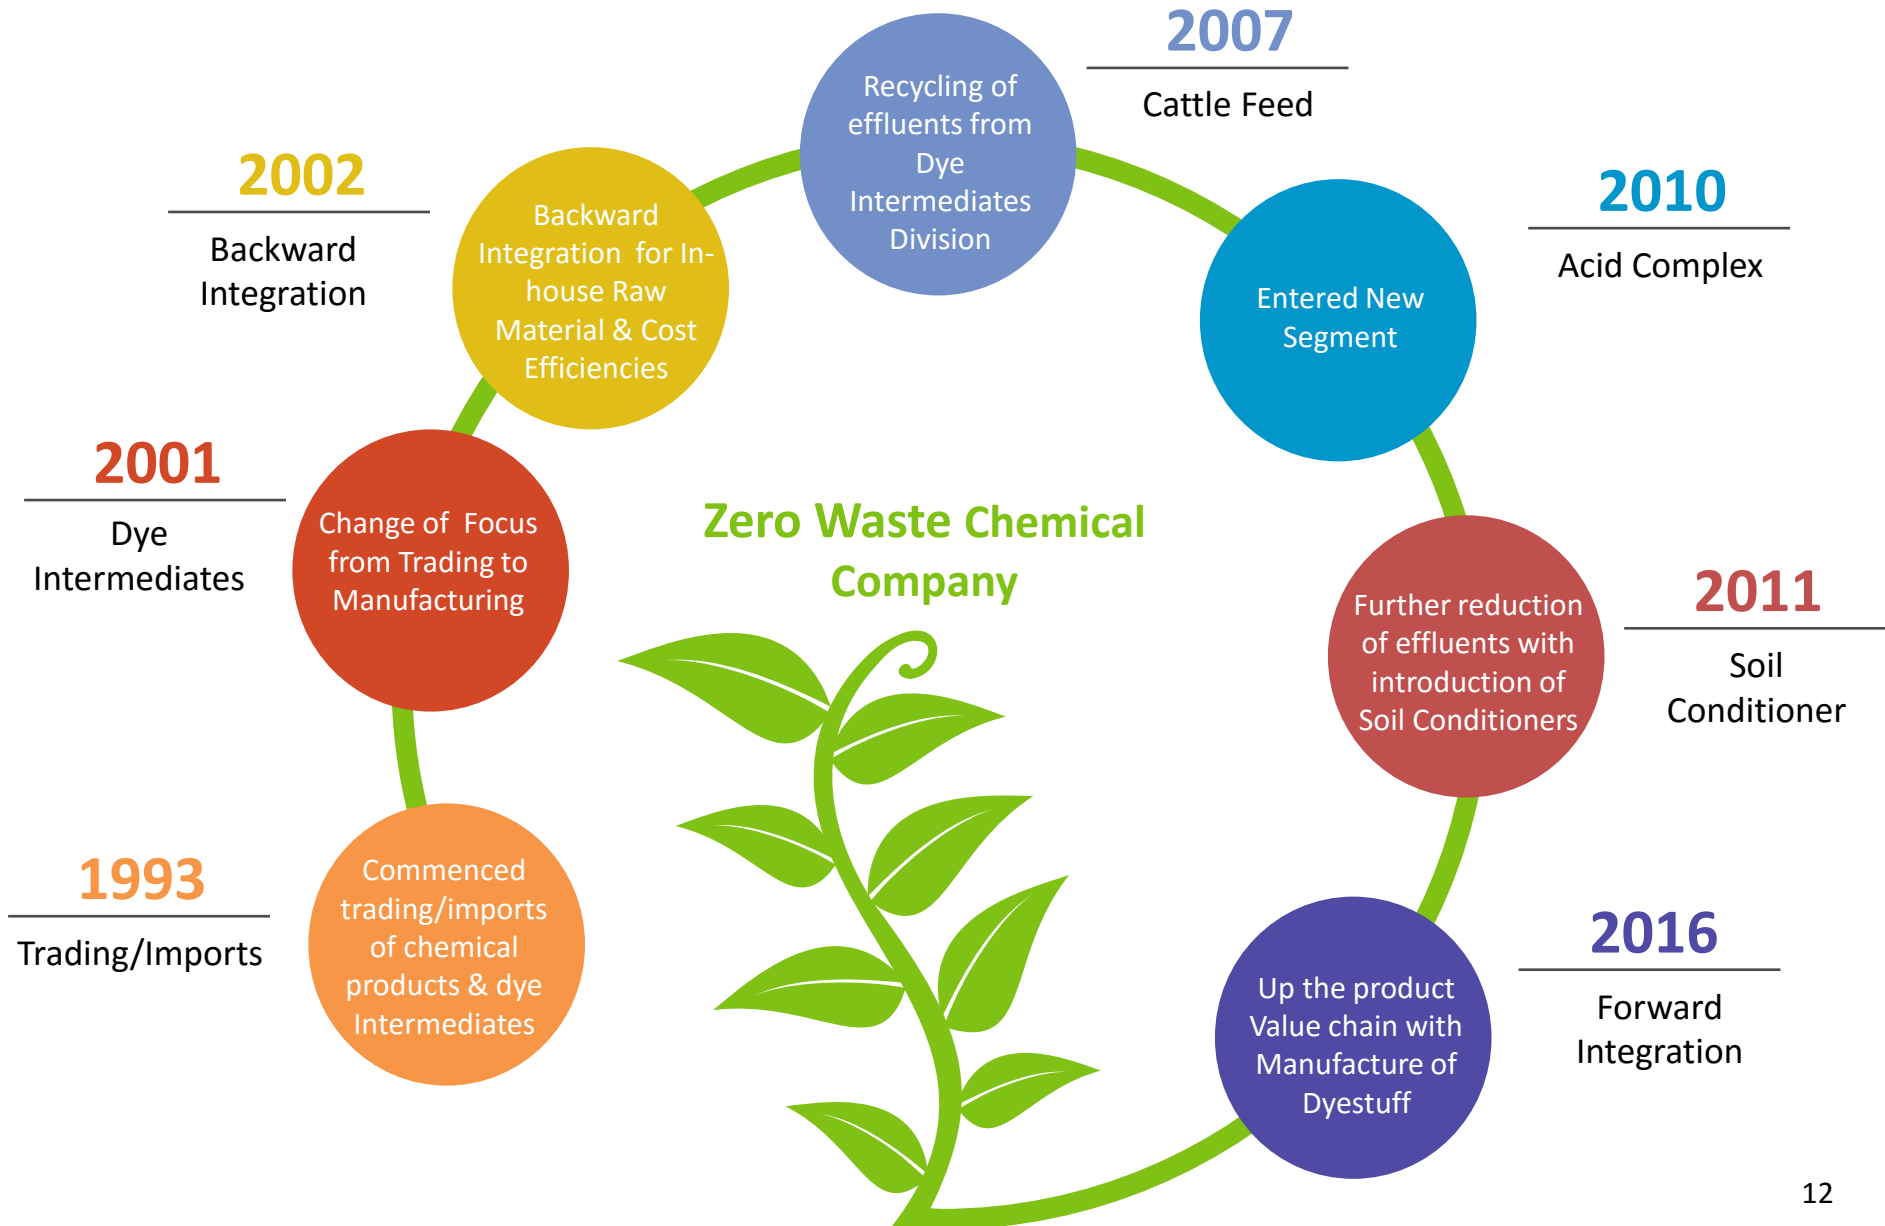 1993
Trading/Imports
Commenced
trading/imports
of chemical
products & dye
Intermediates
2001
Dye
Intermediates
Change of Focus
from Trading to
Manufacturing
2002
Backward
Integration
Backward
Integration for In-
house Raw
Material & Cost
Efficiencies
2007
Cattle Feed
Recycling of
effluents from
Dye
Intermediates
Division
2010
Acid Complex
Entered New
Segment
2011
Soil
Conditioner
Further reduction
of effluents with
introduction of
Soil Conditioners
2016
Forward
Integration
Up the product
Value chain with
Manufacture of
Dyestuff
Zero Waste Chemical
Company
12